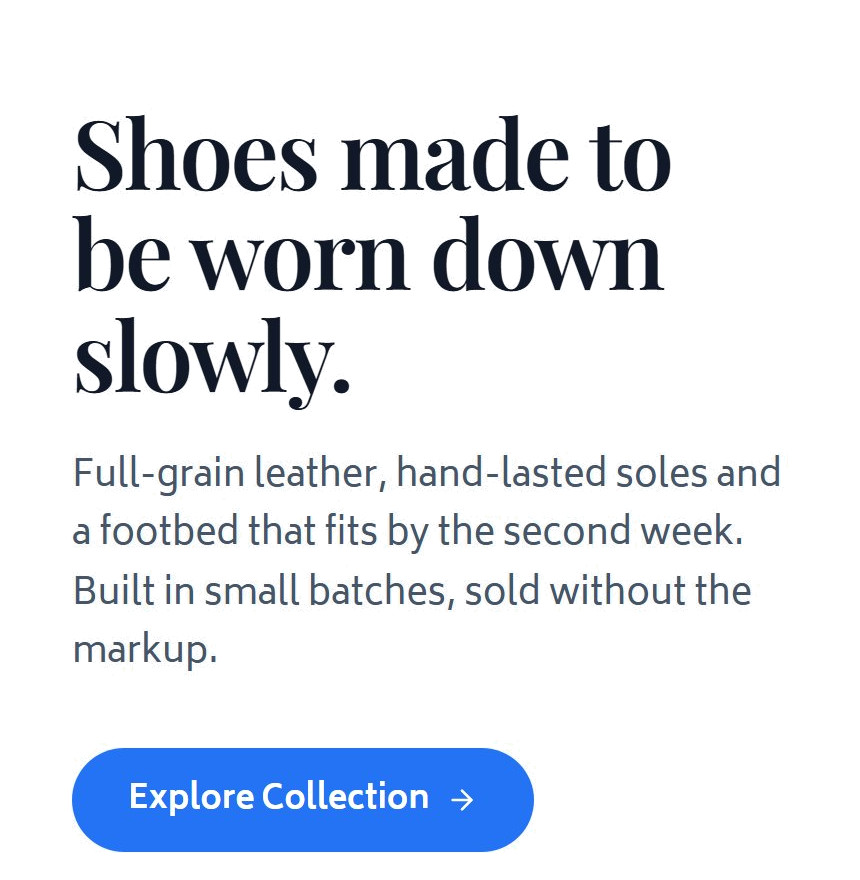 Shoes made to
be worn down
slowly.
Full-grain leather, hand-lasted soles and
a footbed that fits by the second week.
Built in small batches, sold without the
markup.
Explore Collection →